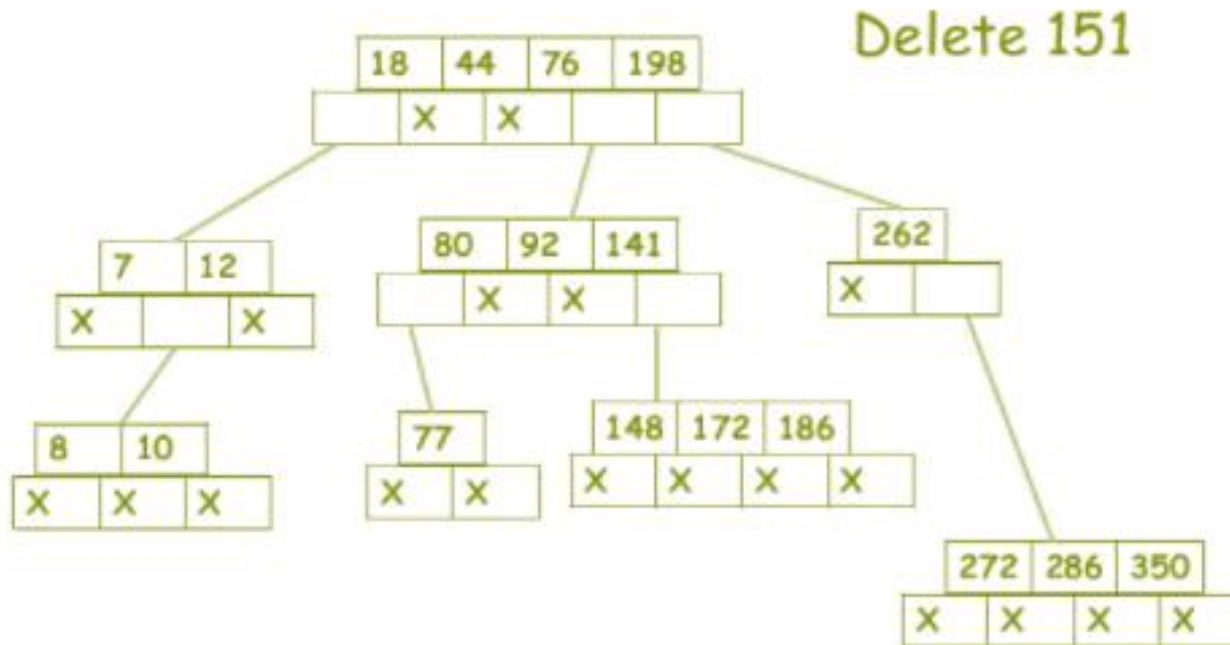 Delete 151
18 44 76 198
X X
7 12
X X
80 92 141
X X
262
X
8 10
X X X
77
X X
148 172 186
X X X X
272 286 350
X X X X